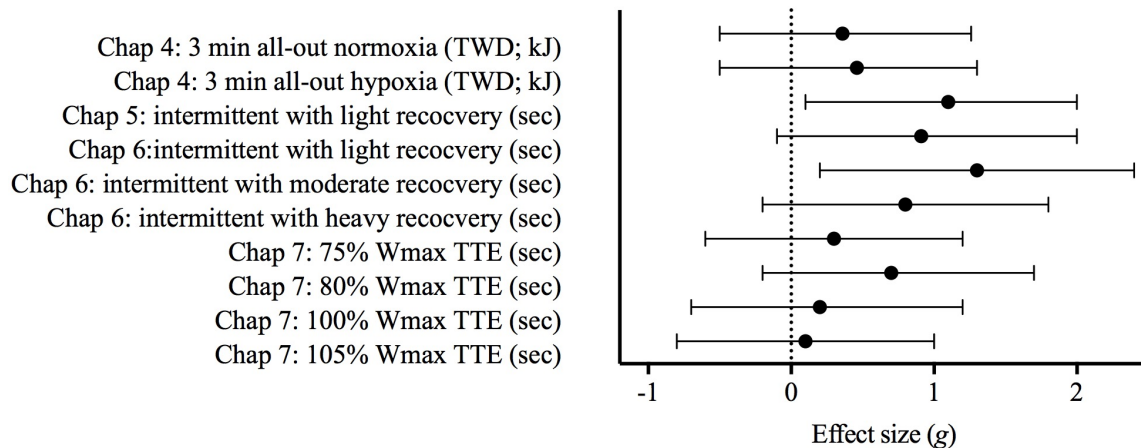 Chap 4: 3 min all-out normoxia (TWD; kJ)
Chap 4: 3 min all-out hypoxia (TWD; kJ)
Chap 5: intermittent with light recocvery (sec)
Chap 6:intermittent with light recocvery (sec)
Chap 6: intermittent with moderate recocvery (sec)
Chap 6: intermittent with heavy recocvery (sec)
Chap 7: 75% Wmax TTE (sec)
Chap 7: 80% Wmax TTE (sec)
Chap 7: 100% Wmax TTE (sec)
Chap 7: 105% Wmax TTE (sec)
-1 0 1 2
Effect size (g)